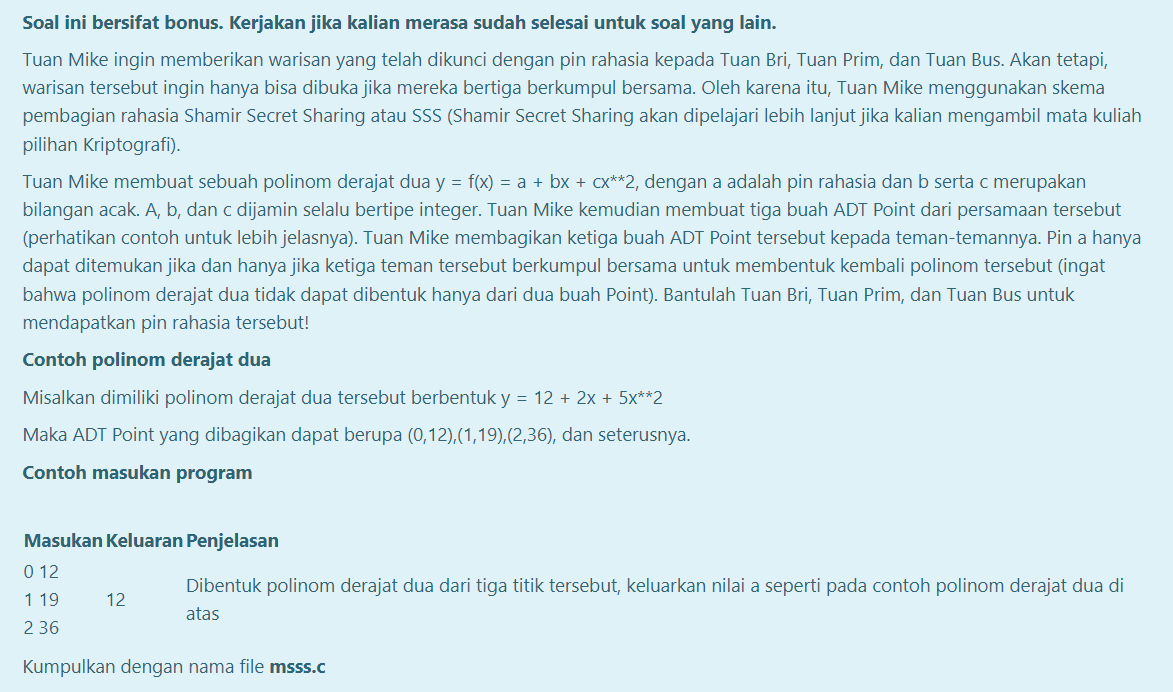 Soal ini bersifat bonus. Kerjakan jika kalian merasa sudah selesai untuk soal yang lain.
Tuan Mike ingin memberikan warisan yang telah dikunci dengan pin rahasia kepada Tuan Bri, Tuan Prim, dan Tuan Bus. Akan tetapi,
warisan tersebut ingin hanya bisa dibuka jika mereka bertiga berkumpul bersama. Oleh karena itu, Tuan Mike menggunakan skema
pembagian rahasia Shamir Secret Sharing atau SSS (Shamir Secret Sharing akan dipelajari lebih lanjut jika kalian mengambil mata kuliah
pilihan Kriptografi).
Tuan Mike membuat sebuah polinom derajat dua y = f(x) = a + bx + cx**2, dengan a adalah pin rahasia dan b serta c merupakan
bilangan acak. A, b, dan c dijamin selalu bertipe integer. Tuan Mike kemudian membuat tiga buah ADT Point dari persamaan tersebut
(perhatikan contoh untuk lebih jelasnya). Tuan Mike membagikan ketiga buah ADT Point tersebut kepada teman-temannya. Pin a hanya
dapat ditemukan jika dan hanya jika ketiga teman tersebut berkumpul bersama untuk membentuk kembali polinom tersebut (ingat
bahwa polinom derajat dua tidak dapat dibentuk hanya dari dua buah Point). Bantulah Tuan Bri, Tuan Prim, dan Tuan Bus untuk
mendapatkan pin rahasia tersebut!
Contoh polinom derajat dua
Misalkan dimiliki polinom derajat dua tersebut berbentuk y = 12 + 2x + 5x**2
Maka ADT Point yang dibagikan dapat berupa (0,12),(1,19),(2,36), dan seterusnya.
Contoh masukan program
Masukan Keluaran Penjelasan
0 12
1 19
2 36
12
Dibentuk polinom derajat dua dari tiga titik tersebut, keluarkan nilai a seperti pada contoh polinom derajat dua di
atas
Kumpulkan dengan nama file msss.c